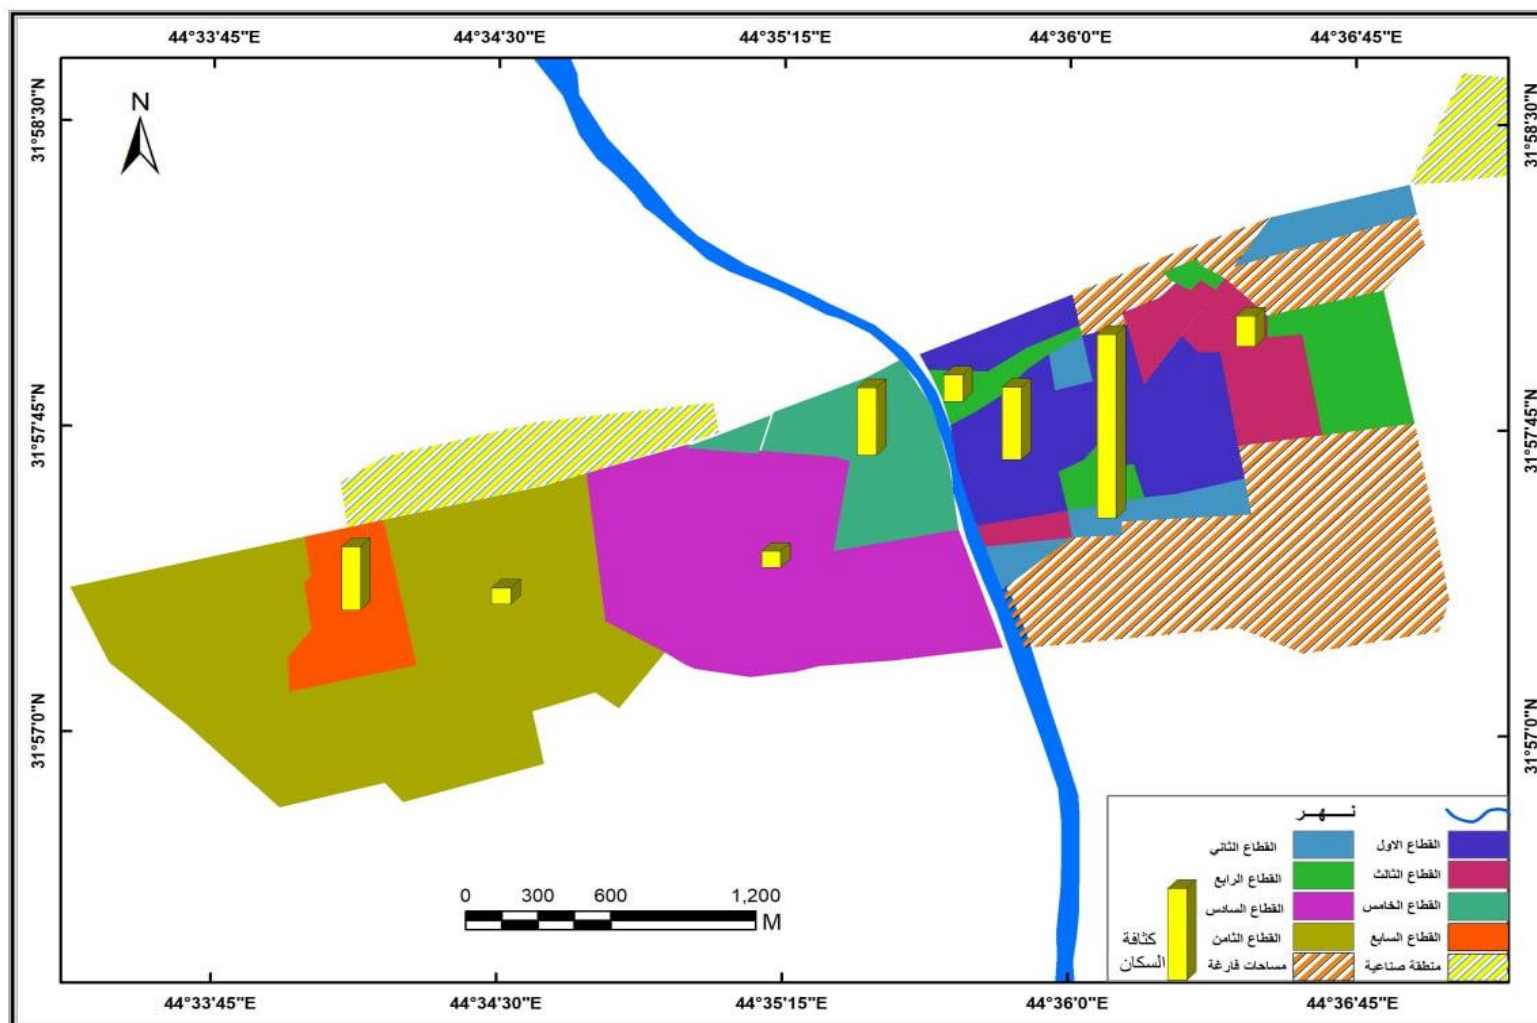 44°33'45"E 44°34'30"E 44°35'15"E 44°36'0"E 44°36'45"E
N
31°58'30"N 31°58'30"N
31°57'45"N 31°57'45"N
31°57'0"N 31°57'0"N
0 300 600 1,200
M
نـــهـــر
القطاع الاول القطاع الثاني
القطاع الثالث القطاع الرابع
القطاع الخامس القطاع السادس
القطاع السابع القطاع الثامن
منطقة صناعية مساحات فارغة
كثافة
السكان
44°33'45"E 44°34'30"E 44°35'15"E 44°36'0"E 44°36'45"E